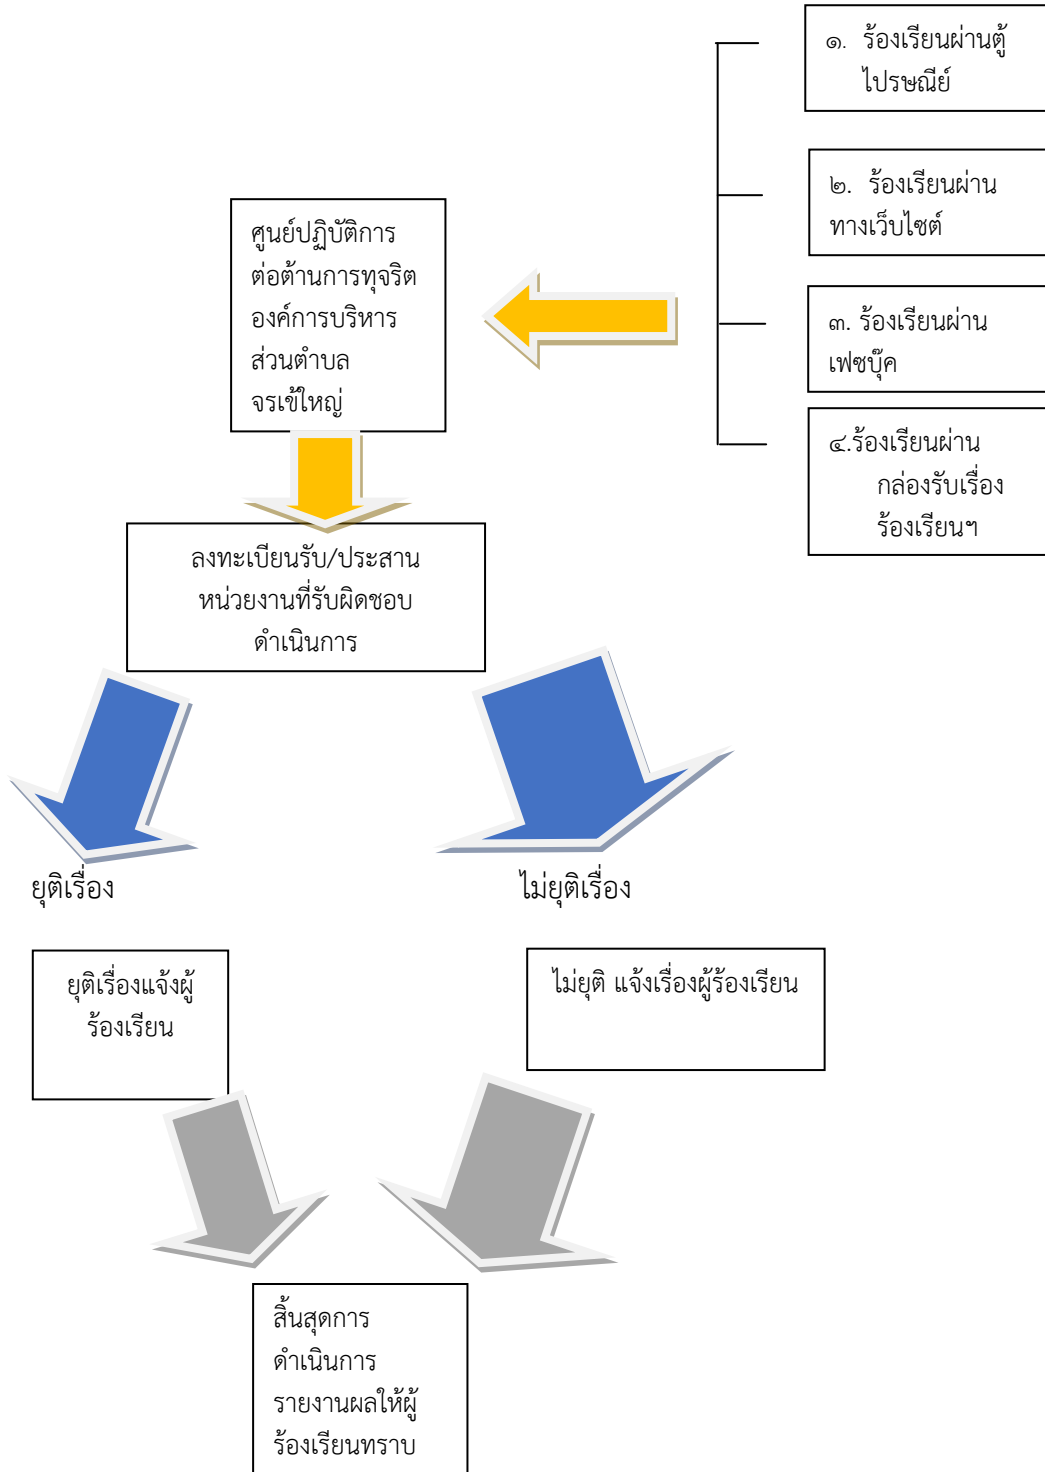 ๑. ร้องเรียนผ่านตู้
ไปรษณีย์
๒. ร้องเรียนผ่าน
ทางเว็บไซต์
๓. ร้องเรียนผ่าน
เฟซบุ๊ค
๔.ร้องเรียนผ่าน
กล่องรับเรื่อง
ร้องเรียนฯ
ศูนย์ปฏิบัติการ
ต่อต้านการทุจริต
องค์การบริหาร
ส่วนตำบล
จรเข้ใหญ่
ลงทะเบียนรับ/ประสาน
หน่วยงานที่รับผิดชอบ
ดำเนินการ
ยุติเรื่อง
ไม่ยุติเรื่อง
ยุติเรื่องแจ้งผู้
ร้องเรียน
ไม่ยุติ แจ้งเรื่องผู้ร้องเรียน
สิ้นสุดการ
ดำเนินการ
รายงานผลให้ผู้
ร้องเรียนทราบ